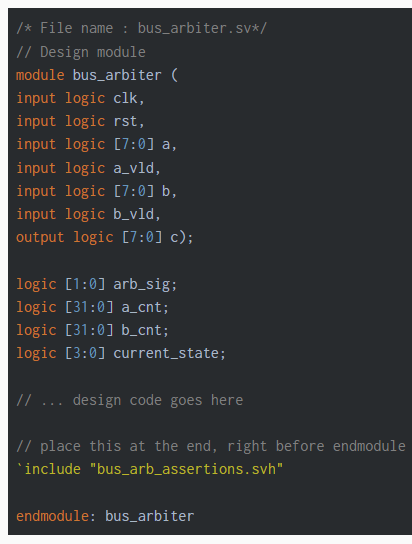 /* File name : bus_arbiter.sv*/
// Design module
module bus_arbiter (
input logic clk,
input logic rst,
input logic [7:0] a,
input logic a_vld,
input logic [7:0] b,
input logic b_vld,
output logic [7:0] c);
logic [1:0] arb_sig;
logic [31:0] a_cnt;
logic [31:0] b_cnt;
logic [3:0] current_state;
// ... design code goes here
// place this at the end, right before endmodule
`include "bus_arb_assertions.svh"
endmodule: bus_arbiter